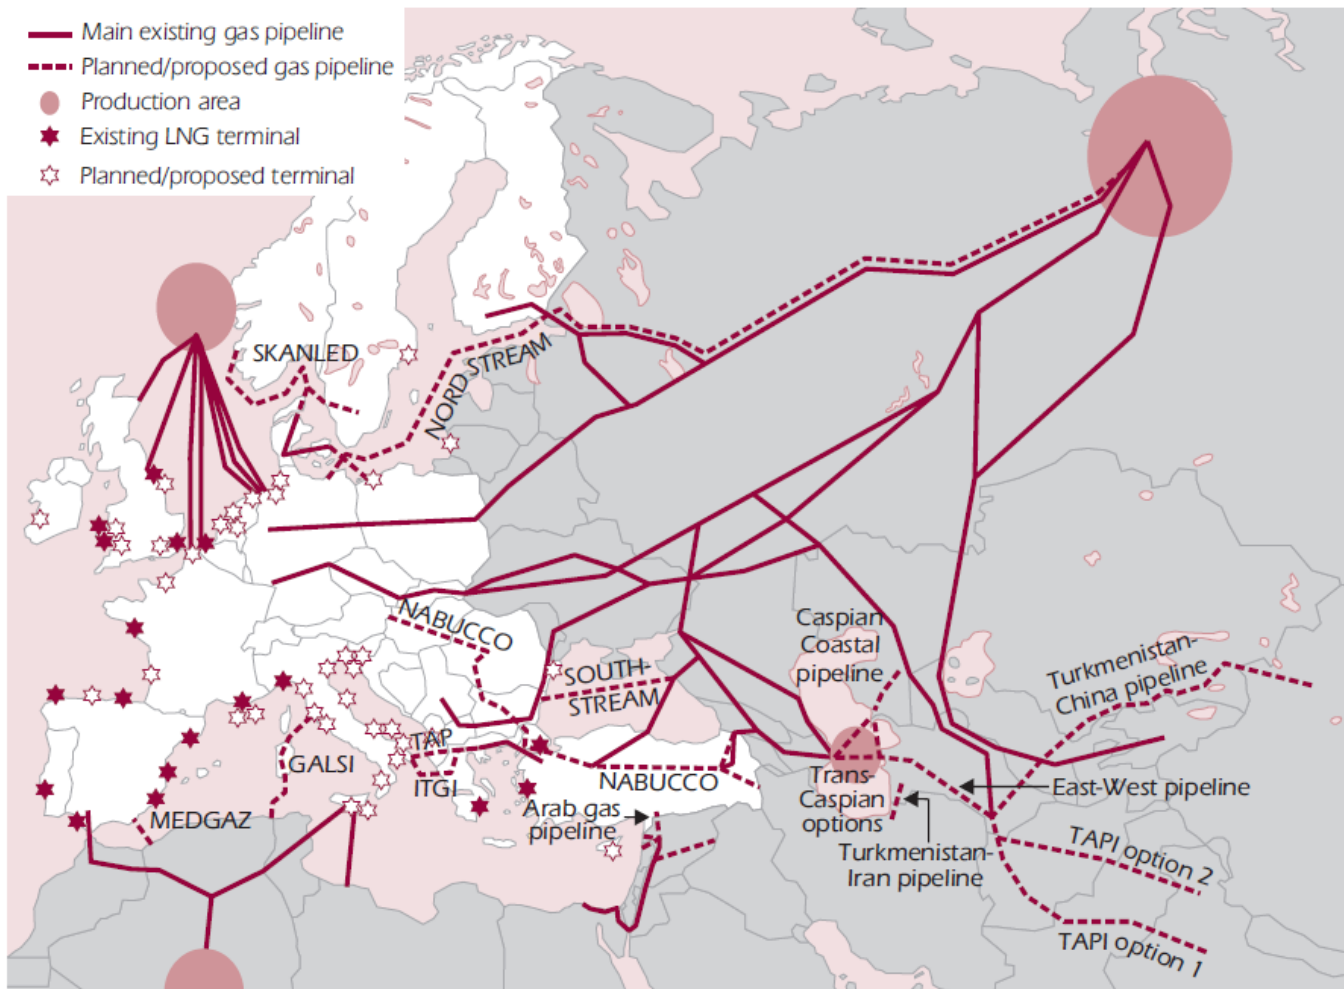 Main existing gas pipeline
Planned/proposed gas pipeline
Production area
Existing LNG terminal
Planned/proposed terminal
SKANLED
NORD STREAM
NABUCCO
SOUTH-
STREAM
Caspian
Coastal
pipeline
Turkmenistan-
China pipeline
TAP
ITGI
GALSI
MEDGAZ
NABUCCO
Arab gas
pipeline
Trans-
Caspian
options
East-West pipeline
Turkmenistan-
Iran pipeline
TAPI option 2
TAPI option 1